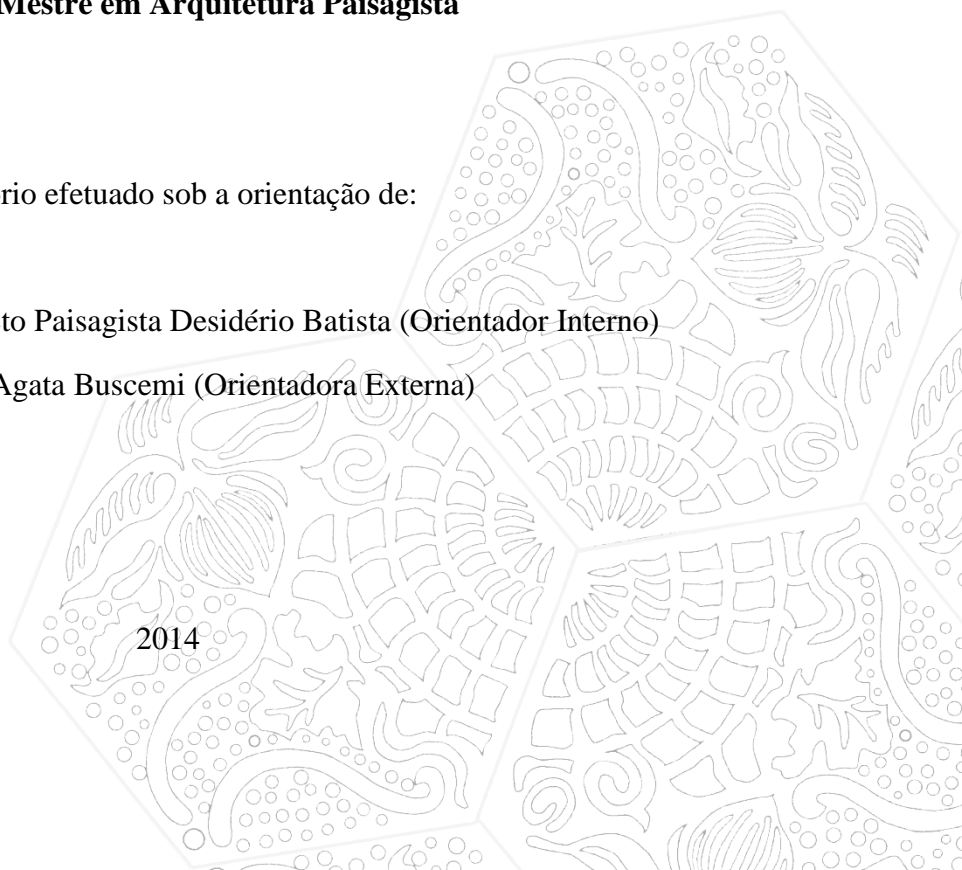 Mestre em Arquitetura Paisagista
rio efetuado sob a orientação de:
to Paisagista Desidério Batista (Orientador Interno)
Agata Buscemi (Orientadora Externa)
2014